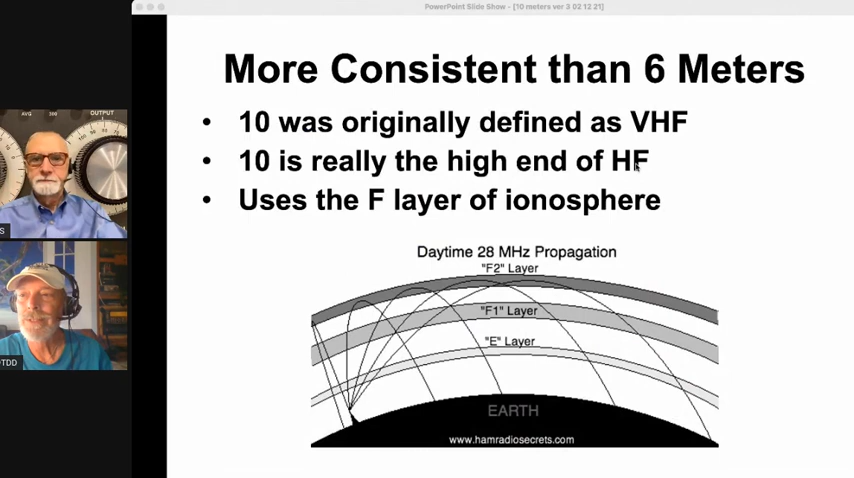 PowerPoint Slide Show - [10 meters ver 3 02 12 21]
More Consistent than 6 Meters
• 10 was originally defined as VHF
• 10 is really the high end of HF
• Uses the F layer of ionosphere
Daytime 28 MHz Propagation
"F2" Layer
"F1" Layer
"E" Layer
EARTH
www.hamradiosecrets.com
AVG 300 OUTPUT
S
TDD